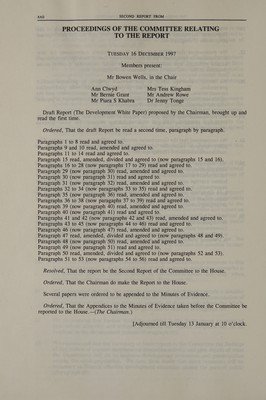 SECOND REPORT FROM
PROCEEDINGS OF THE COMMITTEE RELATING
TO THE REPORT
TUESDAY 16 DECEMBER 1997
Members present:
Mr Bowen Wells, in the Chair
Ann Clwyd
Mrs Tess Kingham
Mr Bernie Grant
Mr Andrew Rowe
Mr Piara S Khabra
Dr Jenny Tonge
Draft Report (The Development White Paper) proposed by the Chairman, brought up and
read the first time.
Ordered, That the draft Report be read a second time, paragraph by paragraph.
Paragraphs 1 to 8 read and agreed to.
Paragraphs 9 and 10 read, amended and agreed to.
Paragraphs 11 to 14 read and agreed to.
Paragraph 15 read, amended, divided and agreed to (now paragraphs 15 and 16).
Paragraphs 16 to 28 (now paragraphs 17 to 29) read and agreed to.
Paragraph 29 (now paragraph 30) read, amended and agreed to.
Paragraph 30 (now paragraph 31) read and agreed to.
Paragraph 31 (now paragraph 32) read, amended and agreed to.
Paragraphs 32 to 34 (now paragraphs 33 to 35) read and agreed to.
Paragraph 35 (now paragraph 36) read, amended and agreed to.
Paragraphs 36 to 38 (now paragraphs 37 to 39) read and agreed to.
Paragraph 39 (now paragraph 40) read, amended and agreed to.
Paragraph 40 (now paragraph 41) read and agreed to.
Paragraphs 41 and 42 (now paragraphs 42 and 43) read, amended and agreed to.
Paragraphs 43 to 45 (now paragraphs 44 to 46) read and agreed to.
Paragraph 46 (now paragraph 47) read, amended and agreed to.
Paragraph 47 read, amended, divided and agreed to (now paragraphs 48 and 49).
Paragraph 48 (now paragraph 50) read, amended and agreed to.
Paragraph 49 (now paragraph 51) read and agreed to.
Paragraph 50 read, amended, divided and agreed to (now paragraphs 52 and 53).
Paragraphs 51 to 53 (now paragraphs 54 to 56) read and agreed to.
Resolved, That the report be the Second Report of the Committee to the House.
Ordered, That the Chairman do make the Report to the House.
Several papers were ordered to be appended to the Minutes of Evidence.
Ordered, That the Appendices to the Minutes of Evidence taken before the Committee be
reported to the House.—(The Chairman.)
[Adjourned till Tuesday 13 January at 10 o'clock.